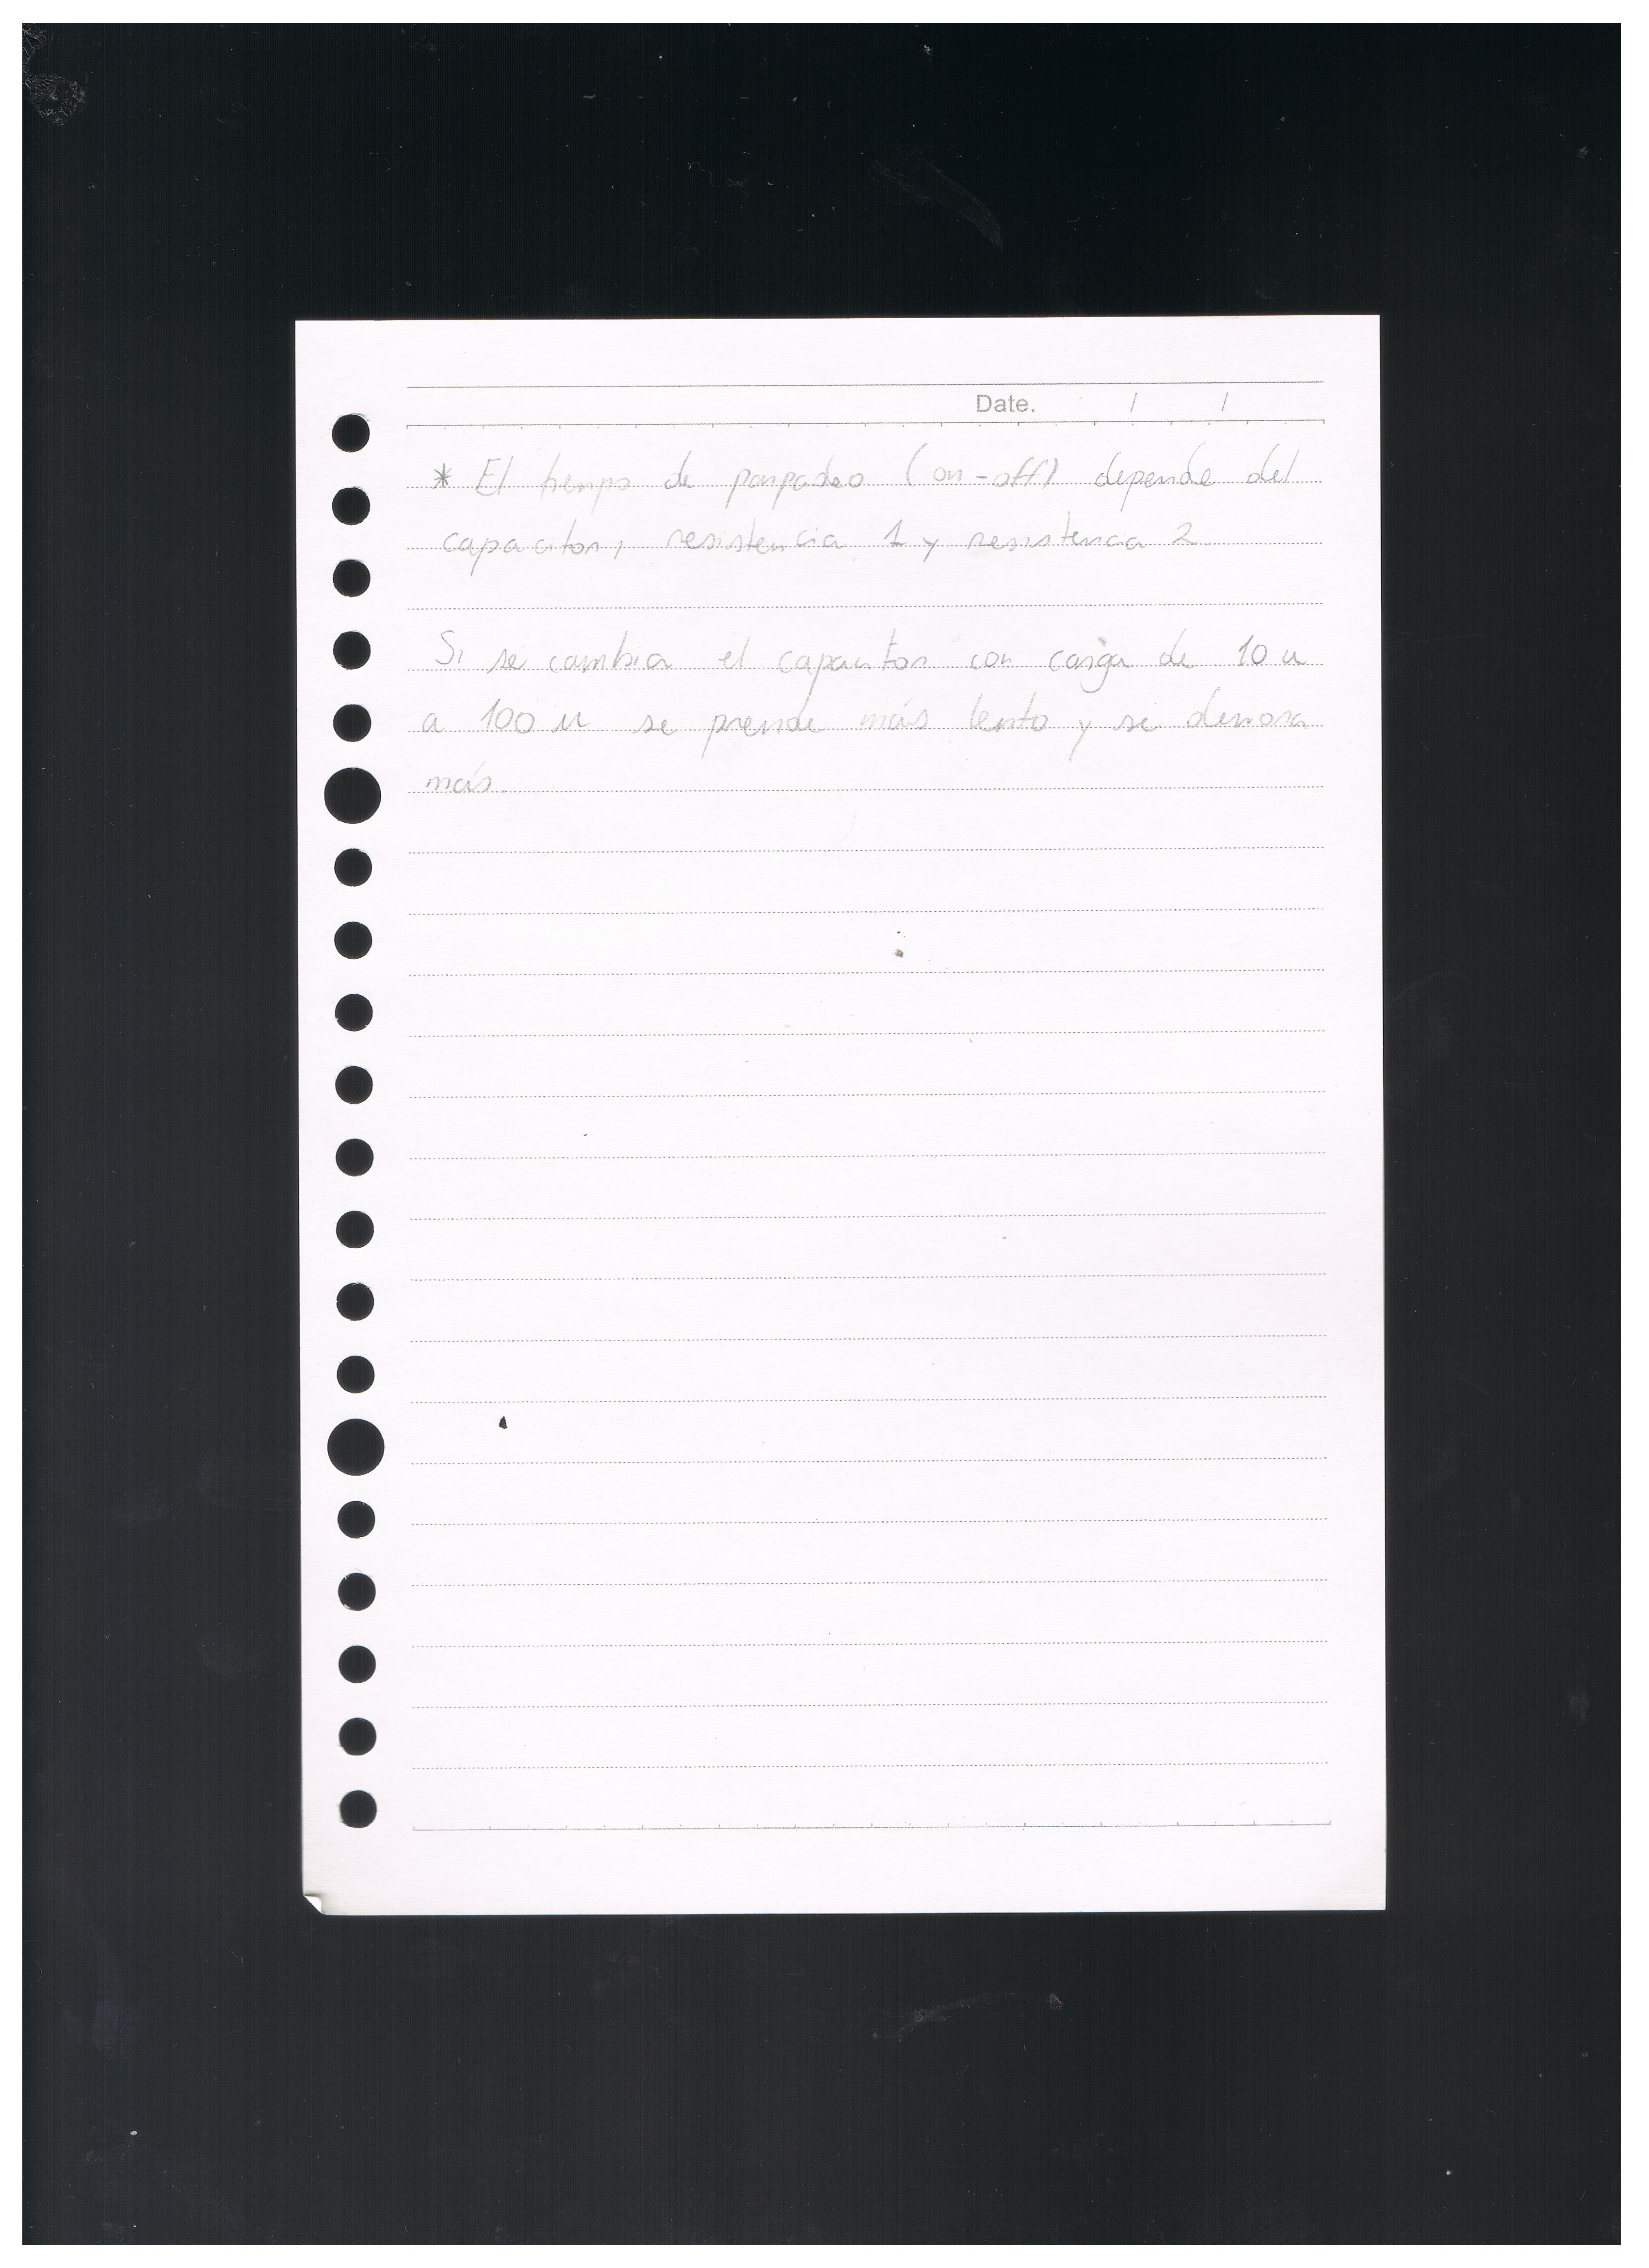 Date. / /
* El tiempo de parpadeo (on-off) depende del
capacitor, resistencia 1 y resistencia 2
Si se cambia el capacitor con carga de 10 u
a 100 u se prende más lento y se demora
más.